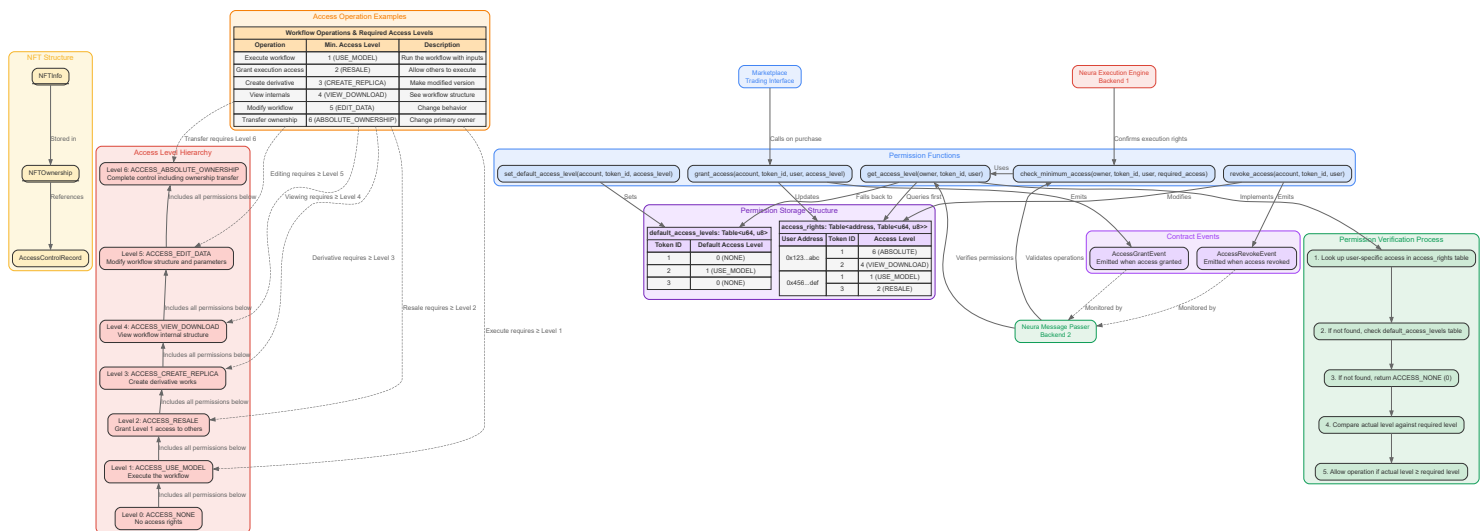 Access Operation Examples
Workflow Operations & Required Access Levels
Operation Min. Access Level Description
Execute workflow 1 (USE_MODEL) Run the workflow with inputs
Grant execution access 2 (RESALE) Allow others to execute
Create derivative 3 (CREATE_REPLICA) Make modified version
View internals 4 (VIEW_DOWNLOAD) See workflow structure
Modify workflow 5 (EDIT_DATA) Change behavior
Transfer ownership 6 (ABSOLUTE_OWNERSHIP) Change primary owner
NFT Structure
NFTInfo
Stored in
NFTOwnership
References
AccessControlRecord
Transfer requires Level 6
Editing requires ≥ Level 5
Viewing requires ≥ Level 4
Derivative requires ≥ Level 3
Resale requires ≥ Level 2
Execute requires ≥ Level 1
Access Level Hierarchy
Level 6: ACCESS_ABSOLUTE_OWNERSHIP
Complete control including ownership transfer
Includes all permissions below
Level 5: ACCESS_EDIT_DATA
Modify workflow structure and parameters
Includes all permissions below
Level 4: ACCESS_VIEW_DOWNLOAD
View workflow internal structure
Includes all permissions below
Level 3: ACCESS_CREATE_REPLICA
Create derivative works
Includes all permissions below
Level 2: ACCESS_RESALE
Grant Level 1 access to others
Includes all permissions below
Level 1: ACCESS_USE_MODEL
Execute the workflow
Includes all permissions below
Level 0: ACCESS_NONE
No access rights
Marketplace
Trading Interface
Calls on purchase
Neura Execution Engine
Backend 1
Confirms execution rights
Permission Functions
set_default_access_level(account, token_id, access_level)
grant_access(account, token_id, user, access_level)
get_access_level(owner, token_id, user)
Uses
check_minimum_access(owner, token_id, user, required_access)
revoke_access(account, token_id, user)
Sets
Updates
Falls back to
Queries first
Emits
Modifies
Implements
Emits
Permission Storage Structure
default_access_levels: Table<u64, u8>
Token ID Default Access Level
1 0 (NONE)
2 1 (USE_MODEL)
3 0 (NONE)
access_rights: Table<address, Table<u64, u8>>
User Address Token ID Access Level
0x123...abc 1 6 (ABSOLUTE)
2 4 (VIEW_DOWNLOAD)
0x456...def 1 1 (USE_MODEL)
3 2 (RESALE)
Verifies permissions
Validates operations
Contract Events
AccessGrantEvent
Emitted when access granted
AccessRevokeEvent
Emitted when access revoked
Monitored by
Monitored by
Neura Message Passer
Backend 2
Permission Verification Process
1. Look up user-specific access in access_rights table
2. If not found, check default_access_levels table
3. If not found, return ACCESS_NONE (0)
4. Compare actual level against required level
5. Allow operation if actual level ≥ required level